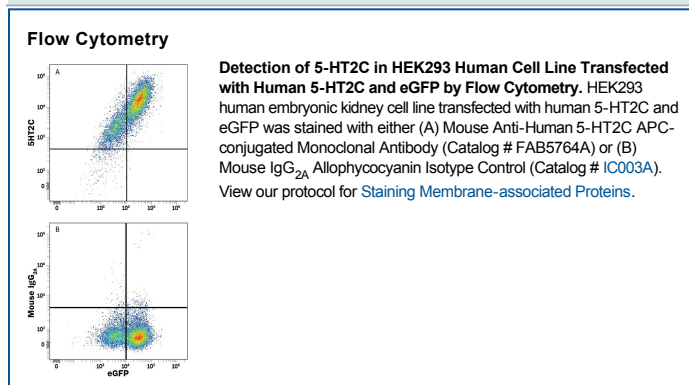 Flow Cytometry
Detection of 5-HT2C in HEK293 Human Cell Line Transfected
with Human 5-HT2C and eGFP by Flow Cytometry. HEK293
human embryonic kidney cell line transfected with human 5-HT2C and
eGFP was stained with either (A) Mouse Anti-Human 5-HT2C APC-
conjugated Monoclonal Antibody (Catalog # FAB5764A) or (B)
Mouse IgG2A Allophycocyanin Isotype Control (Catalog # IC003A).
View our protocol for Staining Membrane-associated Proteins.
A
5HT2C
B
Mouse IgG2A
eGFP